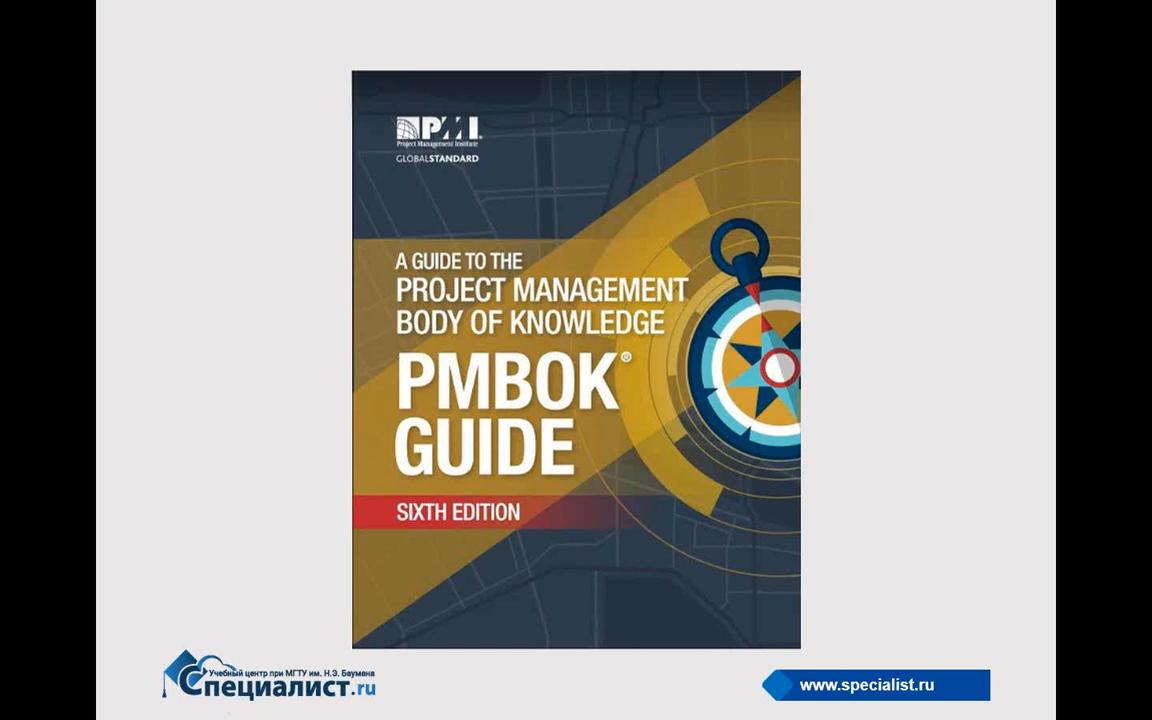 PMI®
Project Management Institute
GLOBALSTANDARD
A GUIDE TO THE
PROJECT MANAGEMENT
BODY OF KNOWLEDGE
PMBOK®
GUIDE
SIXTH EDITION
Учебный центр при МГТУ им. Н.Э. Баумана
Специалист.ru
www.specialist.ru